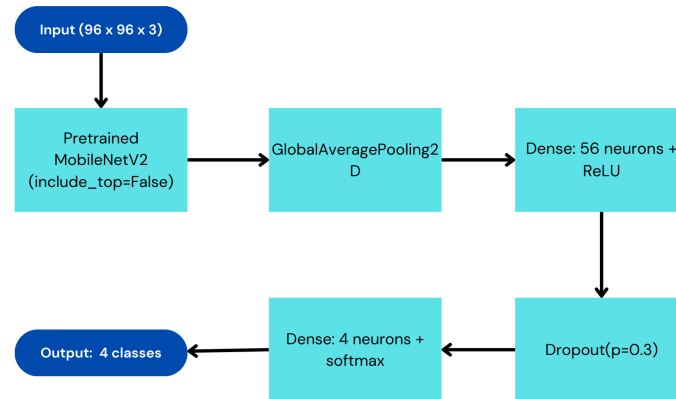 Input (96 x 96 x 3)
Pretrained
MobileNetV2
(include_top=False)
GlobalAveragePooling2
D
Dense: 56 neurons +
ReLU
Dropout(p=0.3)
Dense: 4 neurons +
softmax
Output: 4 classes